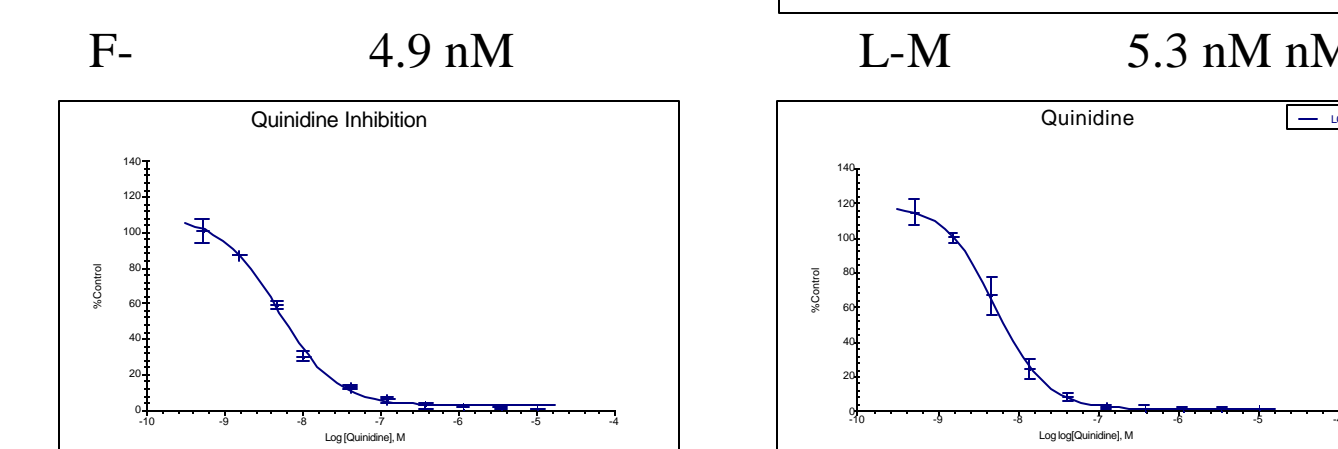 F- 4.9 nM
L-M 5.3 nM nM
Quinidine Inhibition
140
120
100
80
60
40
20
0
%Control
-10 -9 -8 -7 -6 -5 -4
Log [Quinidine], M
Quinidine
140
120
100
80
60
40
20
0
%Control
-10 -9 -8 -7 -6 -5
Log log[Quinidine], M